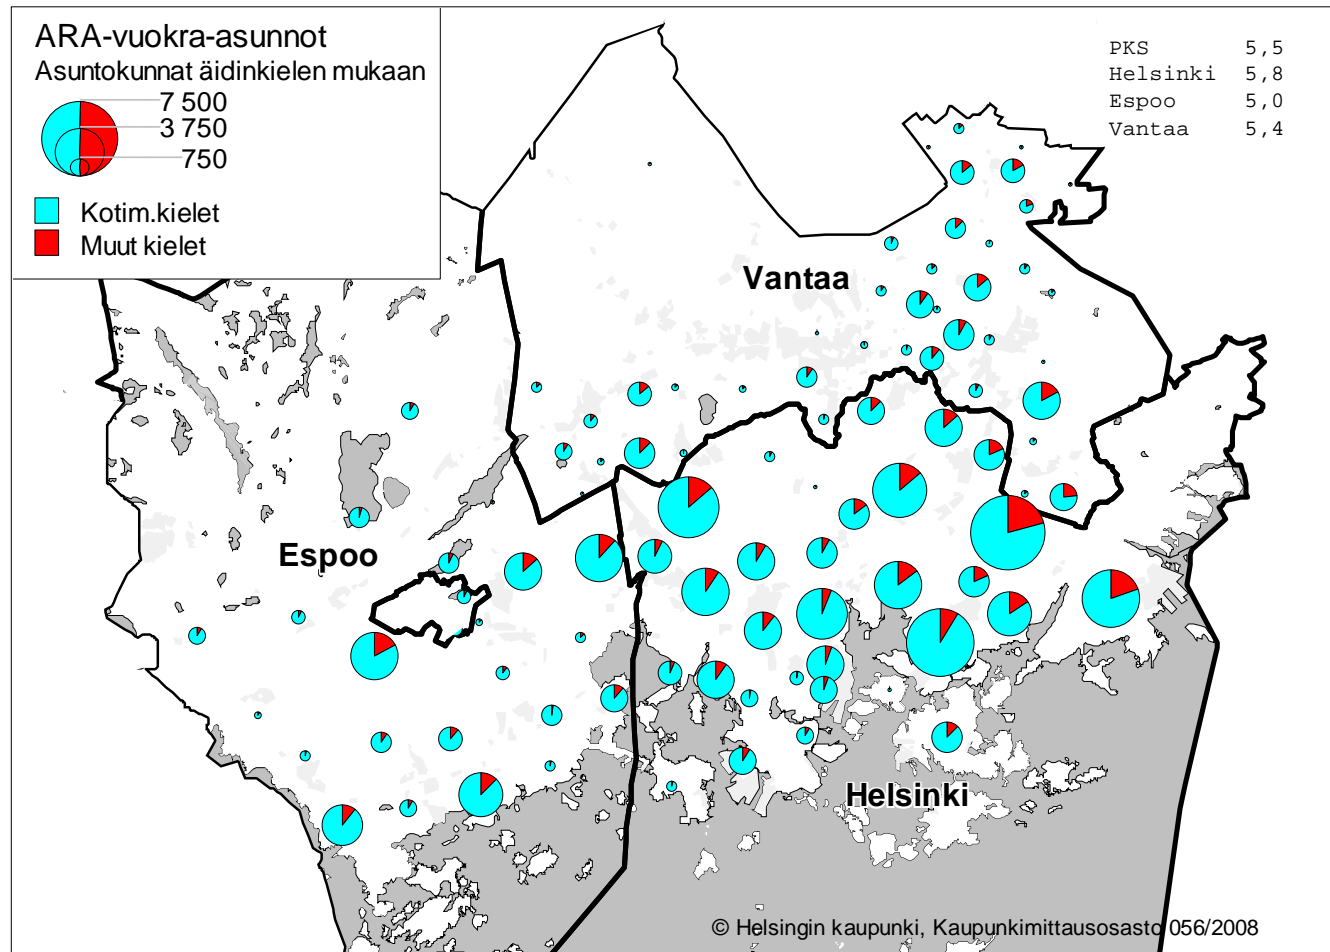 ARA-vuokra-asunnot
Asuntokunnat äidinkielen mukaan
7 500
3 750
750
Kotim.kielet
Muut kielet
PKS 5,5
Helsinki 5,8
Espoo 5,0
Vantaa 5,4
Vantaa
Espoo
Helsinki
© Helsingin kaupunki, Kaupunkimittausosasto 056/2008